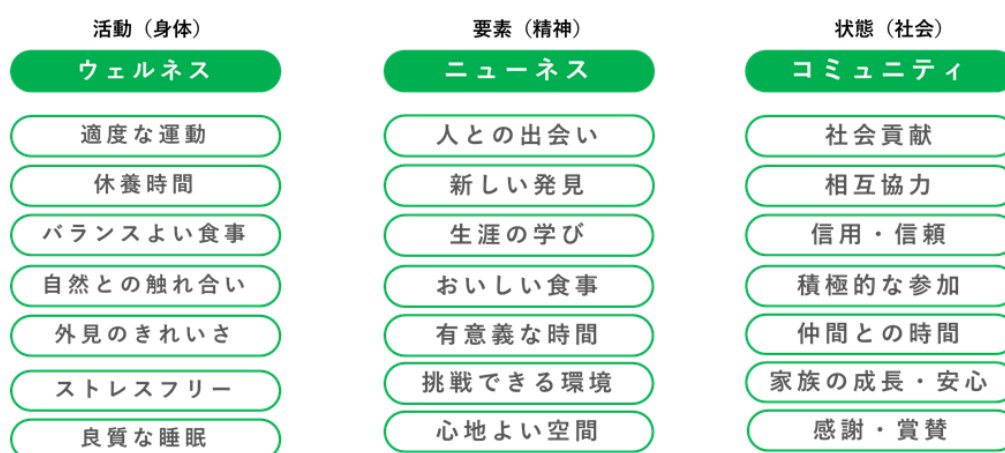 活動（身体）
ウェルネス
適度な運動
休養時間
バランスよい食事
自然との触れ合い
外見のきれいさ
ストレスフリー
良質な睡眠
要素（精神）
ニューネス
人との出会い
新しい発見
生涯の学び
おいしい食事
有意義な時間
挑戦できる環境
心地よい空間
状態（社会）
コミュニティ
社会貢献
相互協力
信用・信頼
積極的な参加
仲間との時間
家族の成長・安心
感謝・賞賛